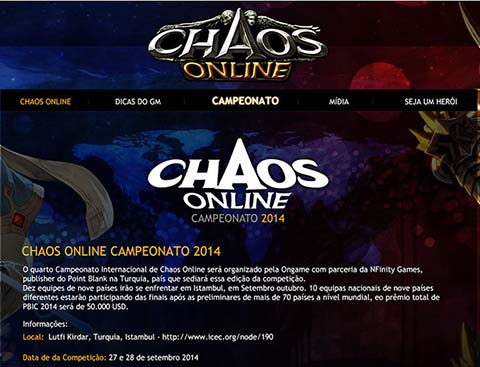 CHAOS
ONLINE
CHAOS ONLINE
DICAS DO GM
CAMPEONATO
MÍDIA
SEJA UM HERÓI
CHAOS
ONLINE
CAMPEONATO 2014
CHAOS ONLINE CAMPEONATO 2014
O quarto Campeonato Internacional de Chaos Online será organizado pela Ongame com parceria da NFinity Games,
publisher do Point Blank na Turquia, país que sediará essa edição da competição.
Dez equipes de nove países irão se enfrentar em Istambul, em Setembro outubro. 10 equipas nacionais de nove países
diferentes estarão participando das finais após as preliminares de mais de 70 países a nível mundial, eo prêmio total de
PBIC 2014 será de 50.000 USD.
Informações:
Local: Lutfi Kirdar, Turquia, Istambul - http://www.icec.org/node/190
Data de da Competição: 27 e 28 de setembro 2014